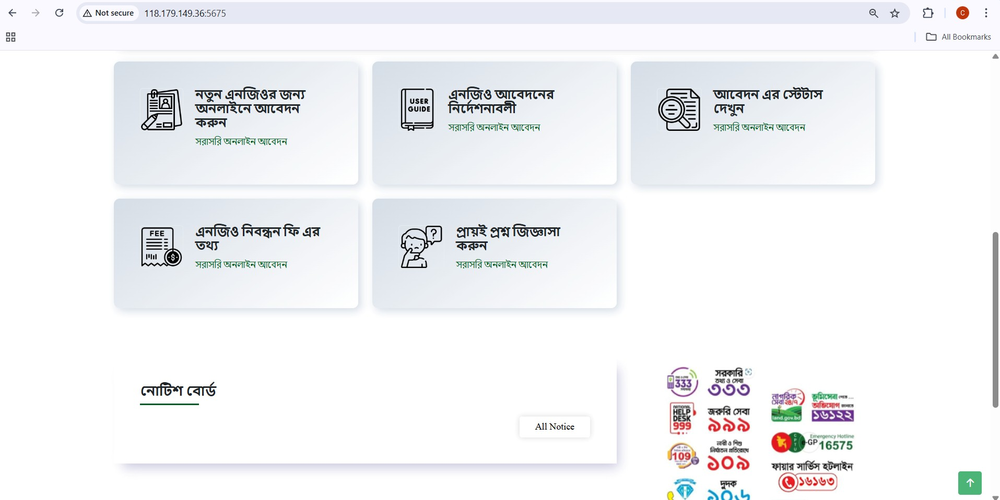 Not secure
118.179.149.36:5675
All Bookmarks
নতুন এনজিওর জন্য
অনলাইনে আবেদন
করুন
সরাসরি অনলাইন আবেদন
USER
GUIDE
এনজিও আবেদনের
নির্দেশনাবলী
সরাসরি অনলাইন আবেদন
আবেদন এর স্টেটাস
দেখুন
সরাসরি অনলাইন আবেদন
FEE
এনজিও নিবন্ধন ফি এর
তথ্য
সরাসরি অনলাইন আবেদন
প্রায়ই প্রশ্ন জিজ্ঞাসা
করুন
সরাসরি অনলাইন আবেদন
নোটিশ বোর্ড
All Notice
333
সরকারি
তথ্য ও সেবা
৩৩৩
NATIONAL
HELP
DESK
999
জরুরি সেবা
৯৯৯
109
নারী ও শিশু
নির্যাতন প্রতিরোধে
১০৯
দুদক
১০৬
নাগরিক
সেবা ২৪/৭
land.gov.bd
ভূমিসেবা পেতে ...
অভিযোগ জানাতে
১৬১২২
CPTU
e-GP
Emergency Hotline
16575
ফায়ার সার্ভিস হটলাইন
১৬১৬৩